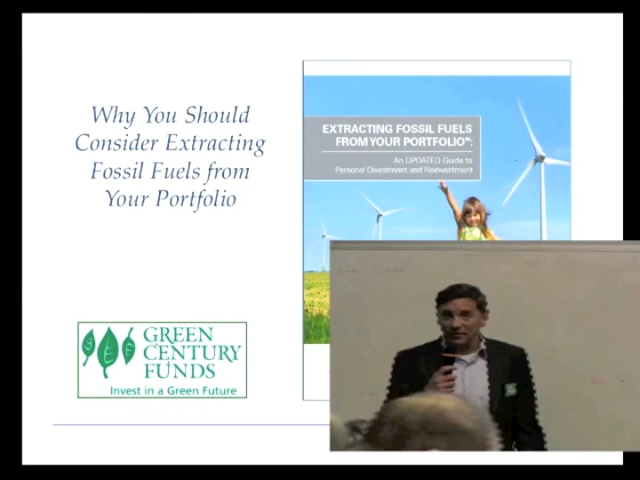 Why You Should
Consider Extracting
Fossil Fuels from
Your Portfolio
EXTRACTING FOSSIL FUELS
FROM YOUR PORTFOLIO℠:
An UPDATED Guide to
Personal Divestment and Reinvestment
GREEN
CENTURY
FUNDS
Invest in a Green Future